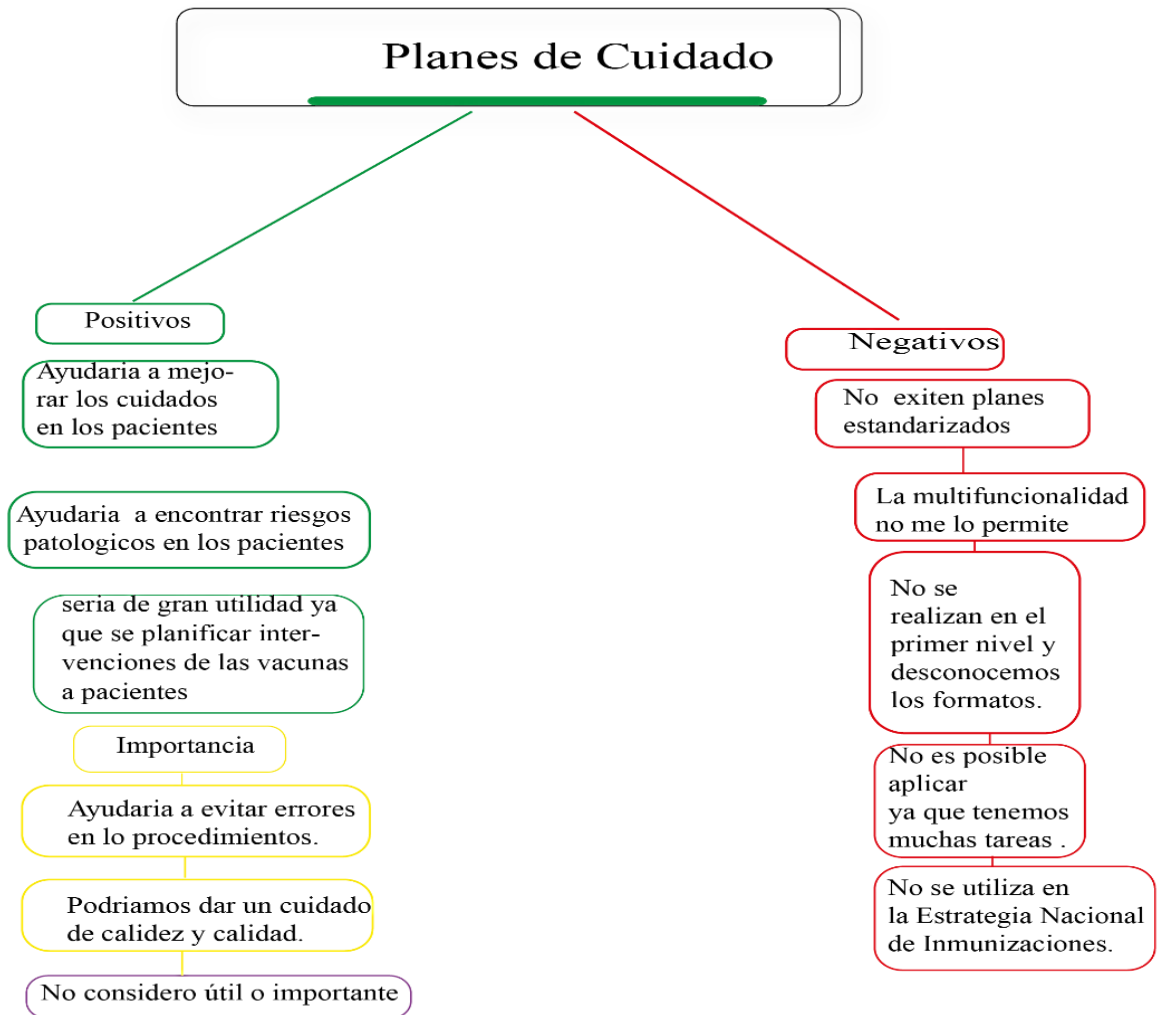 Planes de Cuidado
Positivos
Ayudaria a mejo-
rar los cuidados
en los pacientes
Ayudaria a encontrar riesgos
patologicos en los pacientes
seria de gran utilidad ya
que se planificar inter-
venciones de las vacunas
a pacientes
Importancia
Ayudaria a evitar errores
en lo procedimientos.
Podriamos dar un cuidado
de calidez y calidad.
No considero útil o importante
Negativos
No exiten planes
estandarizados
La multifuncionalidad
no me lo permite
No se
realizan en el
primer nivel y
desconocemos
los formatos.
No es posible
aplicar
ya que tenemos
muchas tareas .
No se utiliza en
la Estrategia Nacional
de Inmunizaciones.